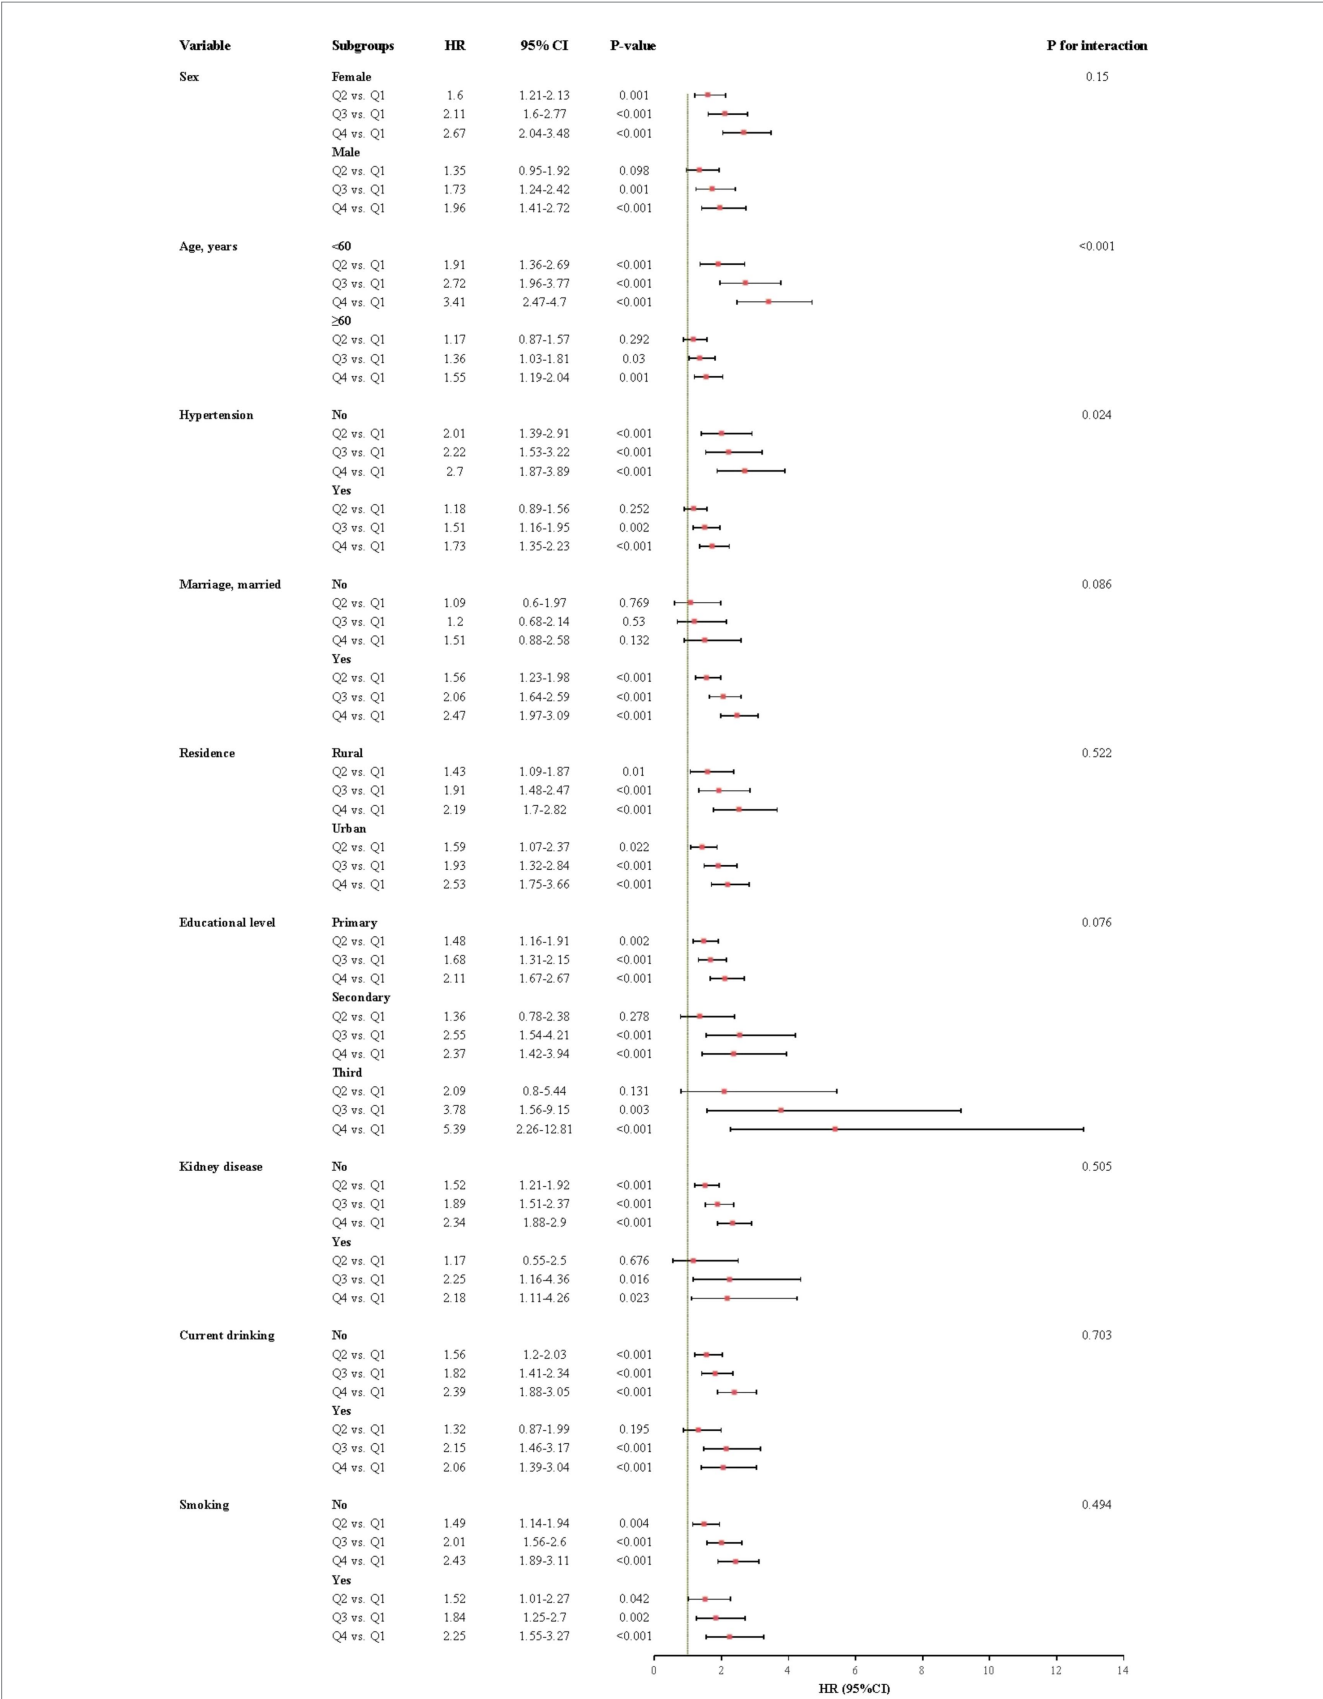 Variable Subgroups HR 95% CI P-value P for interaction
Sex Female 0.15
Q2 vs. Q1 1.6 1.21-2.13 0.001
Q3 vs. Q1 2.11 1.6-2.77 <0.001
Q4 vs. Q1 2.67 2.04-3.48 <0.001
Male
Q2 vs. Q1 1.35 0.95-1.92 0.098
Q3 vs. Q1 1.73 1.24-2.42 0.001
Q4 vs. Q1 1.96 1.41-2.72 <0.001
Age, years <60 <0.001
Q2 vs. Q1 1.91 1.36-2.69 <0.001
Q3 vs. Q1 2.72 1.96-3.77 <0.001
Q4 vs. Q1 3.41 2.47-4.7 <0.001
≥60
Q2 vs. Q1 1.17 0.87-1.57 0.292
Q3 vs. Q1 1.36 1.03-1.81 0.03
Q4 vs. Q1 1.55 1.19-2.04 0.001
Hypertension No 0.024
Q2 vs. Q1 2.01 1.39-2.91 <0.001
Q3 vs. Q1 2.22 1.53-3.22 <0.001
Q4 vs. Q1 2.7 1.87-3.89 <0.001
Yes
Q2 vs. Q1 1.18 0.89-1.56 0.252
Q3 vs. Q1 1.51 1.16-1.95 0.002
Q4 vs. Q1 1.73 1.35-2.23 <0.001
Marriage, married No 0.086
Q2 vs. Q1 1.09 0.6-1.97 0.769
Q3 vs. Q1 1.2 0.68-2.14 0.53
Q4 vs. Q1 1.51 0.88-2.58 0.132
Yes
Q2 vs. Q1 1.56 1.23-1.98 <0.001
Q3 vs. Q1 2.06 1.64-2.59 <0.001
Q4 vs. Q1 2.47 1.97-3.09 <0.001
Residence Rural 0.522
Q2 vs. Q1 1.43 1.09-1.87 0.01
Q3 vs. Q1 1.91 1.48-2.47 <0.001
Q4 vs. Q1 2.19 1.7-2.82 <0.001
Urban
Q2 vs. Q1 1.59 1.07-2.37 0.022
Q3 vs. Q1 1.93 1.32-2.84 <0.001
Q4 vs. Q1 2.53 1.75-3.66 <0.001
Educational level Primary 0.076
Q2 vs. Q1 1.48 1.16-1.91 0.002
Q3 vs. Q1 1.68 1.31-2.15 <0.001
Q4 vs. Q1 2.11 1.67-2.67 <0.001
Secondary
Q2 vs. Q1 1.36 0.78-2.38 0.278
Q3 vs. Q1 2.55 1.54-4.21 <0.001
Q4 vs. Q1 2.37 1.42-3.94 <0.001
Third
Q2 vs. Q1 2.09 0.8-5.44 0.131
Q3 vs. Q1 3.78 1.56-9.15 0.003
Q4 vs. Q1 5.39 2.26-12.81 <0.001
Kidney disease No 0.505
Q2 vs. Q1 1.52 1.21-1.92 <0.001
Q3 vs. Q1 1.89 1.51-2.37 <0.001
Q4 vs. Q1 2.34 1.88-2.9 <0.001
Yes
Q2 vs. Q1 1.17 0.55-2.5 0.676
Q3 vs. Q1 2.25 1.16-4.36 0.016
Q4 vs. Q1 2.18 1.11-4.26 0.023
Current drinking No 0.703
Q2 vs. Q1 1.56 1.2-2.03 <0.001
Q3 vs. Q1 1.82 1.41-2.34 <0.001
Q4 vs. Q1 2.39 1.88-3.05 <0.001
Yes
Q2 vs. Q1 1.32 0.87-1.99 0.195
Q3 vs. Q1 2.15 1.46-3.17 <0.001
Q4 vs. Q1 2.06 1.39-3.04 <0.001
Smoking No 0.494
Q2 vs. Q1 1.49 1.14-1.94 0.004
Q3 vs. Q1 2.01 1.56-2.6 <0.001
Q4 vs. Q1 2.43 1.89-3.11 <0.001
Yes
Q2 vs. Q1 1.52 1.01-2.27 0.042
Q3 vs. Q1 1.84 1.25-2.7 0.002
Q4 vs. Q1 2.25 1.55-3.27 <0.001
0 2 4 6 8 10 12 14
HR (95%CI)